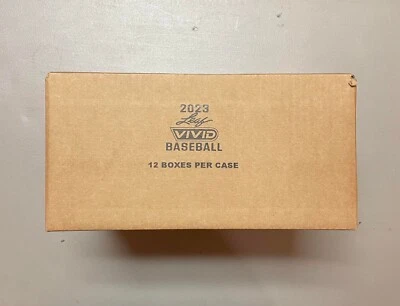 2023
Leaf
VIVID
BASEBALL
12 BOXES PER CASE